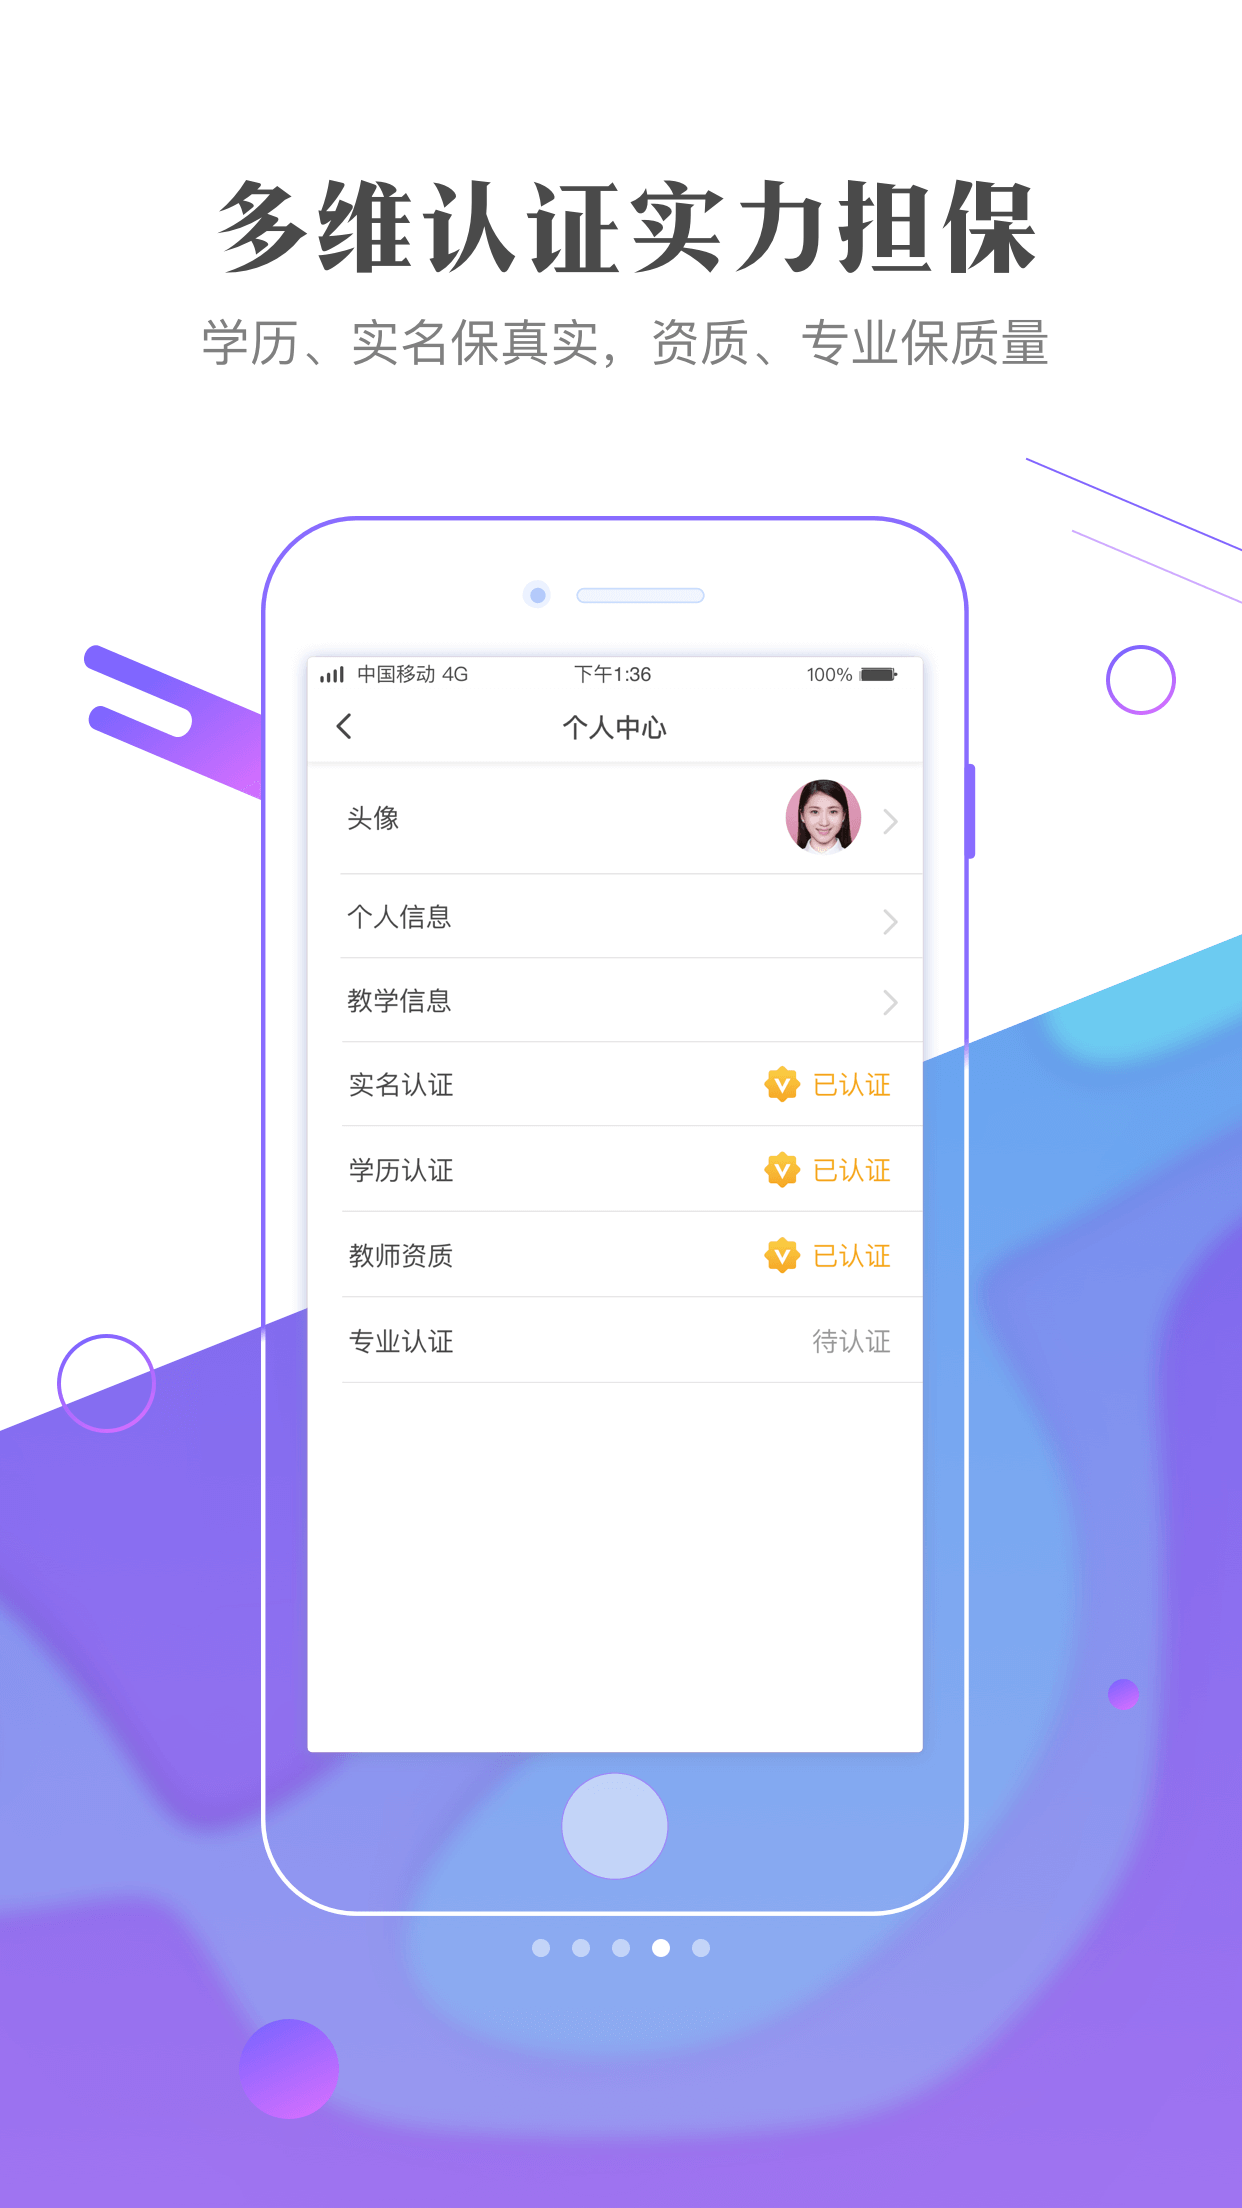 多维认证实力担保
学历、实名保真实，资质、专业保质量
中国移动 4G 下午1:36 100%
个人中心
头像
个人信息
教学信息
实名认证 已认证
学历认证 已认证
教师资质 已认证
专业认证 待认证